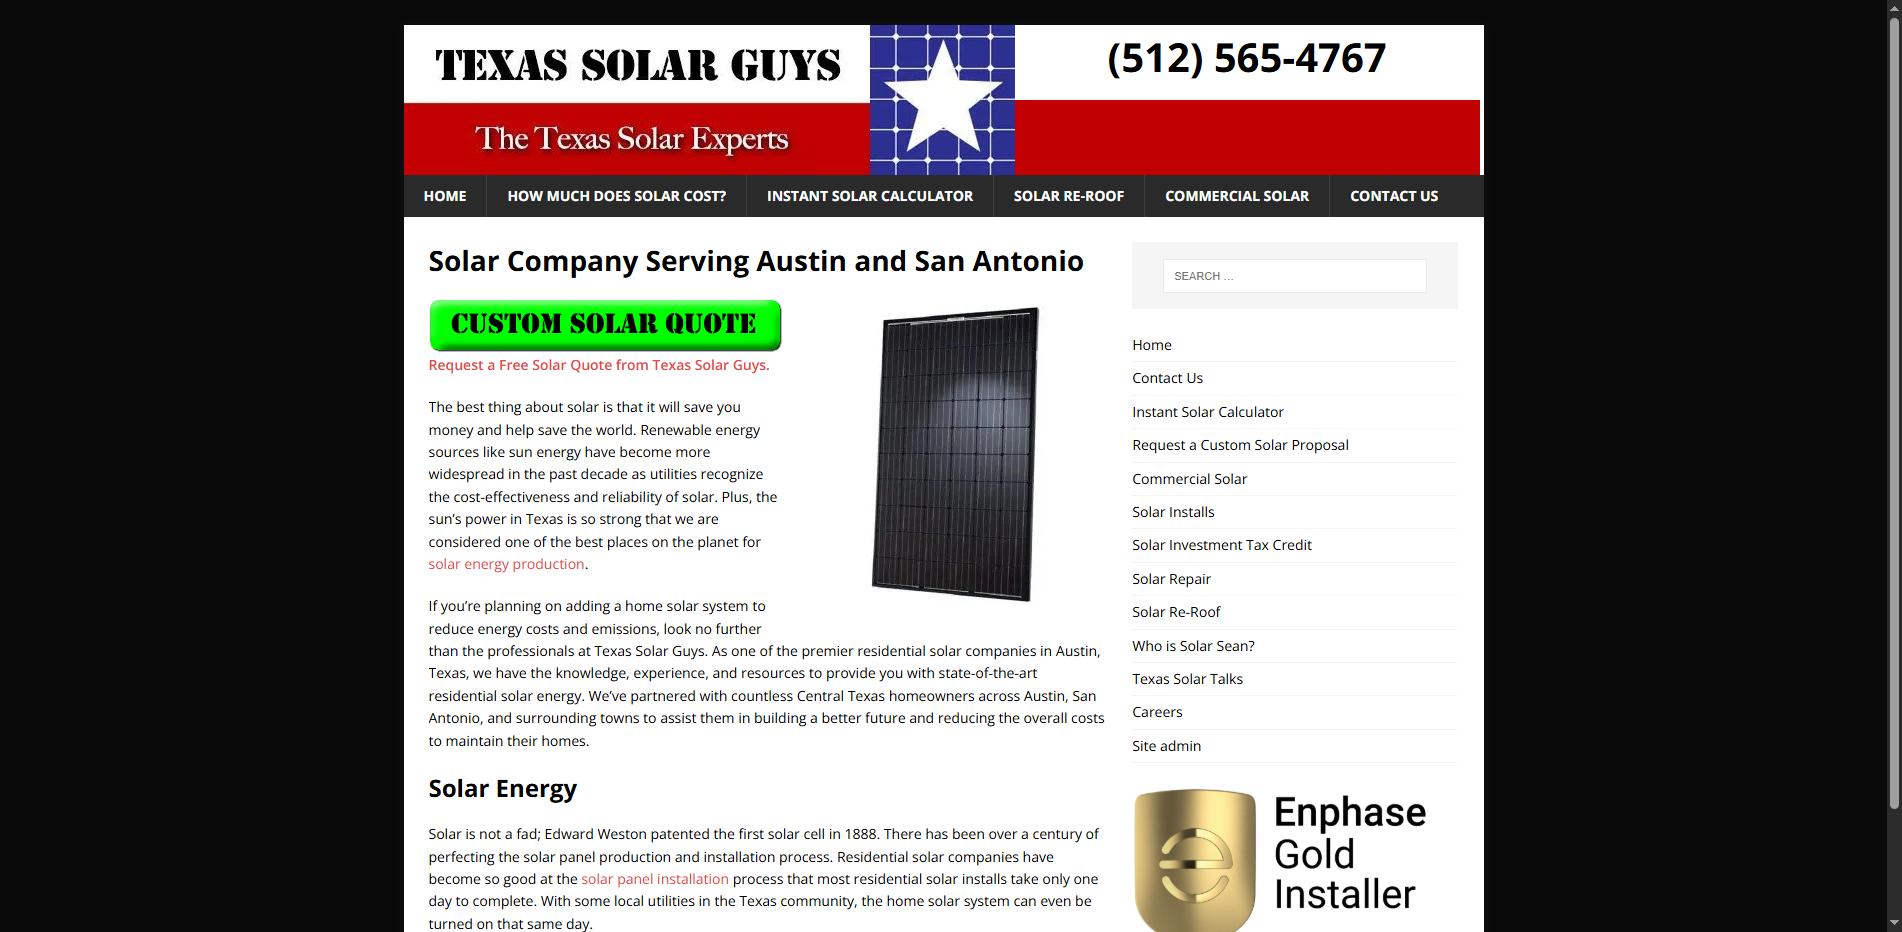 TEXAS SOLAR GUYS
(512) 565-4767
The Texas Solar Experts
HOME
HOW MUCH DOES SOLAR COST?
INSTANT SOLAR CALCULATOR
SOLAR RE-ROOF
COMMERCIAL SOLAR
CONTACT US
Solar Company Serving Austin and San Antonio
CUSTOM SOLAR QUOTE
Request a Free Solar Quote from Texas Solar Guys.
The best thing about solar is that it will save you
money and help save the world. Renewable energy
sources like sun energy have become more
widespread in the past decade as utilities recognize
the cost-effectiveness and reliability of solar. Plus, the
sun’s power in Texas is so strong that we are
considered one of the best places on the planet for
solar energy production.
If you’re planning on adding a home solar system to
reduce energy costs and emissions, look no further
than the professionals at Texas Solar Guys. As one of the premier residential solar companies in Austin,
Texas, we have the knowledge, experience, and resources to provide you with state-of-the-art
residential solar energy. We’ve partnered with countless Central Texas homeowners across Austin, San
Antonio, and surrounding towns to assist them in building a better future and reducing the overall costs
to maintain their homes.
Solar Energy
Solar is not a fad; Edward Weston patented the first solar cell in 1888. There has been over a century of
perfecting the solar panel production and installation process. Residential solar companies have
become so good at the solar panel installation process that most residential solar installs take only one
day to complete. With some local utilities in the Texas community, the home solar system can even be
turned on that same day.
SEARCH …
Home
Contact Us
Instant Solar Calculator
Request a Custom Solar Proposal
Commercial Solar
Solar Installs
Solar Investment Tax Credit
Solar Repair
Solar Re-Roof
Who is Solar Sean?
Texas Solar Talks
Careers
Site admin
Enphase
Gold
Installer